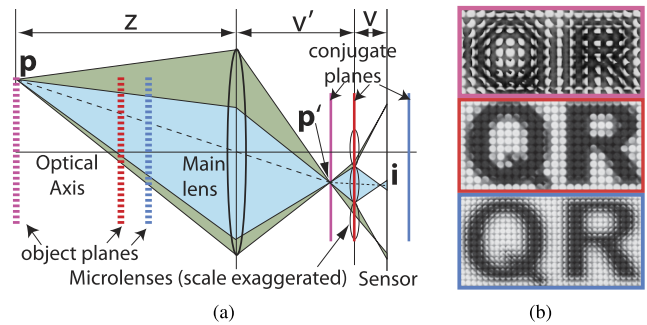 z
v'
v
p
conjugate
planes
p'
Optical
Axis
Main
lens
i
object planes
Microlenses (scale exaggerated)
Sensor
(a)
QR
QR
QR
(b)